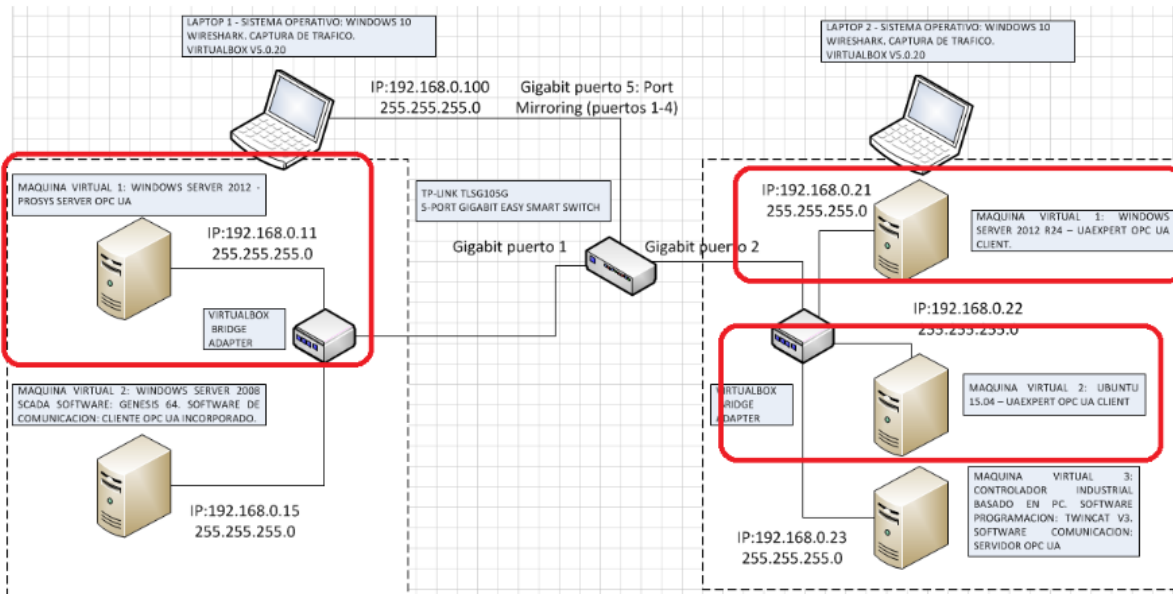 LAPTOP 1 - SISTEMA OPERATIVO: WINDOWS 10
WIRESHARK. CAPTURA DE TRAFICO.
VIRTUALBOX V5.0.20
LAPTOP 2 - SISTEMA OPERATIVO: WINDOWS 10
WIRESHARK. CAPTURA DE TRAFICO.
VIRTUALBOX V5.0.20
IP:192.168.0.100
255.255.255.0
Gigabit puerto 5: Port
Mirroring (puertos 1-4)
MAQUINA VIRTUAL 1: WINDOWS SERVER 2012 -
PROSYS SERVER OPC UA
IP:192.168.0.11
255.255.255.0
VIRTUALBOX
BRIDGE
ADAPTER
TP-LINK TLSG105G
5-PORT GIGABIT EASY SMART SWITCH
Gigabit puerto 1
Gigabit puerto 2
IP:192.168.0.21
255.255.255.0
MAQUINA VIRTUAL 1: WINDOWS
SERVER 2012 R24 – UAEXPERT OPC UA
CLIENT.
IP:192.168.0.22
255.255.255.0
MAQUINA VIRTUAL 2: WINDOWS SERVER 2008
SCADA SOFTWARE: GENESIS 64. SOFTWARE DE
COMUNICACION: CLIENTE OPC UA INCORPORADO.
IP:192.168.0.15
255.255.255.0
VIRTUALBOX
BRIDGE
ADAPTER
MAQUINA VIRTUAL 2: UBUNTU
15.04 – UAEXPERT OPC UA CLIENT
IP:192.168.0.23
255.255.255.0
MAQUINA VIRTUAL 3:
CONTROLADOR INDUSTRIAL
BASADO EN PC. SOFTWARE
PROGRAMACION: TWINCAT V3.
SOFTWARE COMUNICACION:
SERVIDOR OPC UA